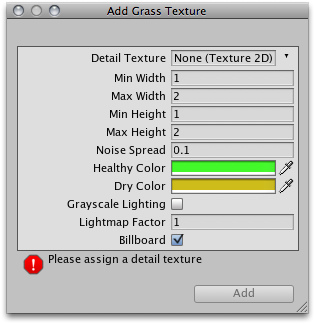 Add Grass Texture
Detail Texture None (Texture 2D)
Min Width 1
Max Width 2
Min Height 1
Max Height 2
Noise Spread 0.1
Healthy Color
Dry Color
Grayscale Lighting
Lightmap Factor 1
Billboard
Please assign a detail texture
Add